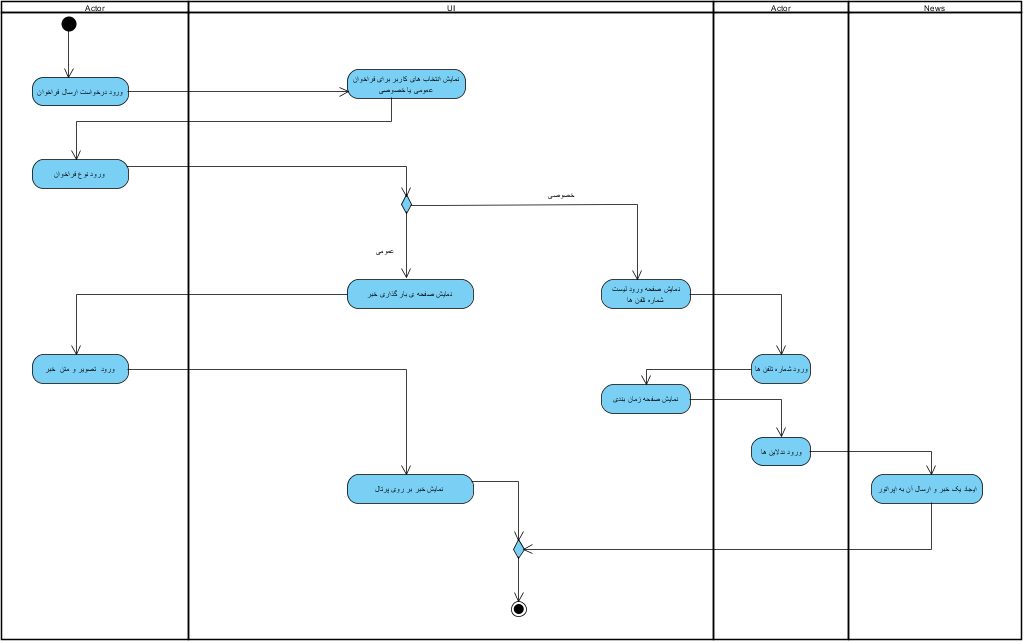 Actor
UI
Actor
News
ورود درخواست ارسال فراخوان
نمایش انتخاب های کاربر برای فراخوان
عمومی یا خصوصی
ورود نوع فراخوان
خصوصی
عمومی
نمایش صفحه ی بار گذاری خبر
نمایش صفحه ورود لیست
شماره تلفن ها
ورود تصویر و متن خبر
ورود شماره تلفن ها
نمایش صفحه زمان بندی
ورود ددلاین ها
نمایش خبر بر روی پرتال
ایجاد یک خبر و ارسال آن به اپراتور